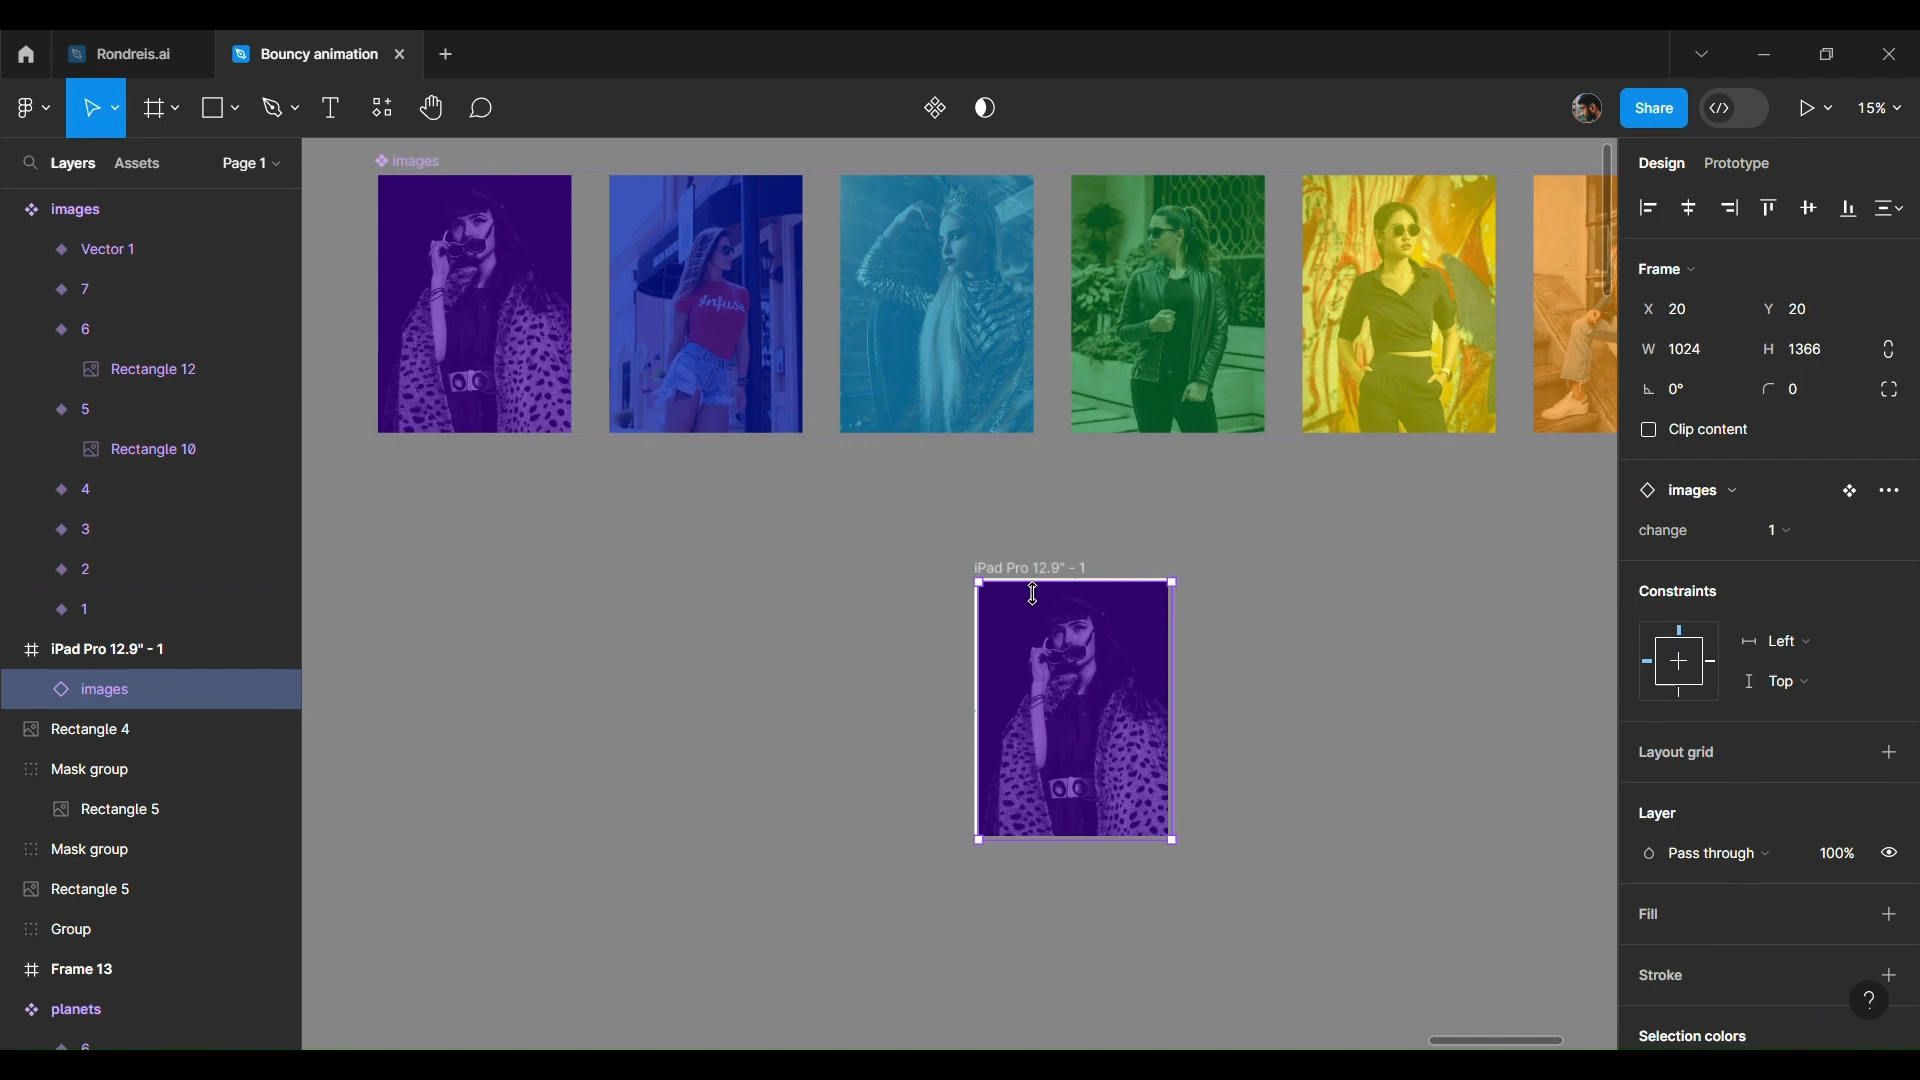 Rondreis.ai
Bouncy animation
Share
15%
Layers
Assets
Page 1
images
Vector 1
7
6
Rectangle 12
5
Rectangle 10
4
3
2
1
iPad Pro 12.9" - 1
images
Rectangle 4
Mask group
Rectangle 5
Mask group
Rectangle 5
Group
Frame 13
planets
6
images
Infuse
iPad Pro 12.9" - 1
Design
Prototype
Frame
X 20
Y 20
W 1024
H 1366
0°
0
Clip content
images
change
1
Constraints
Left
Top
Layout grid
Layer
Pass through
100%
Fill
Stroke
?
Selection colors